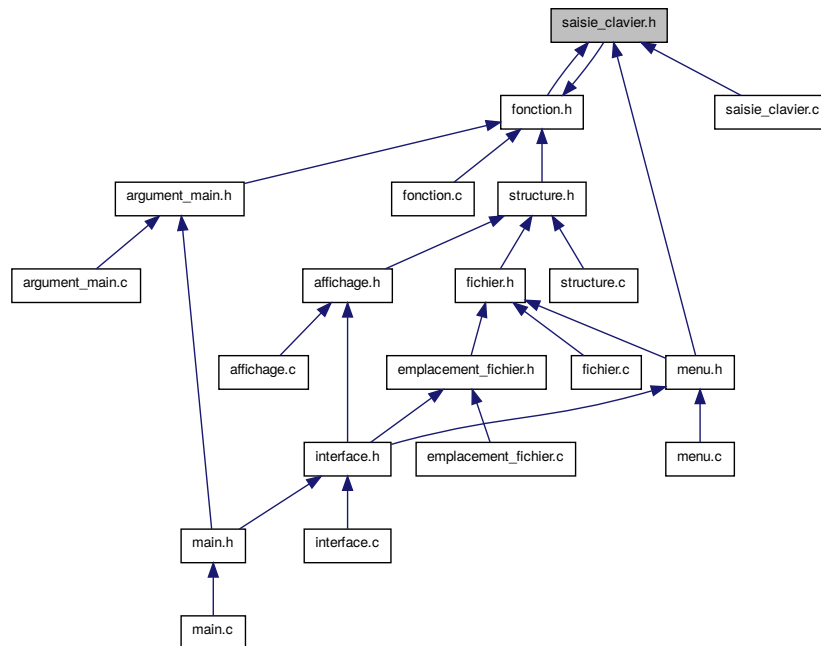 saisie_clavier.h
fonction.h
saisie_clavier.c
argument_main.h
fonction.c
structure.h
argument_main.c
affichage.h
fichier.h
structure.c
affichage.c
emplacement_fichier.h
fichier.c
menu.h
interface.h
emplacement_fichier.c
menu.c
main.h
interface.c
main.c